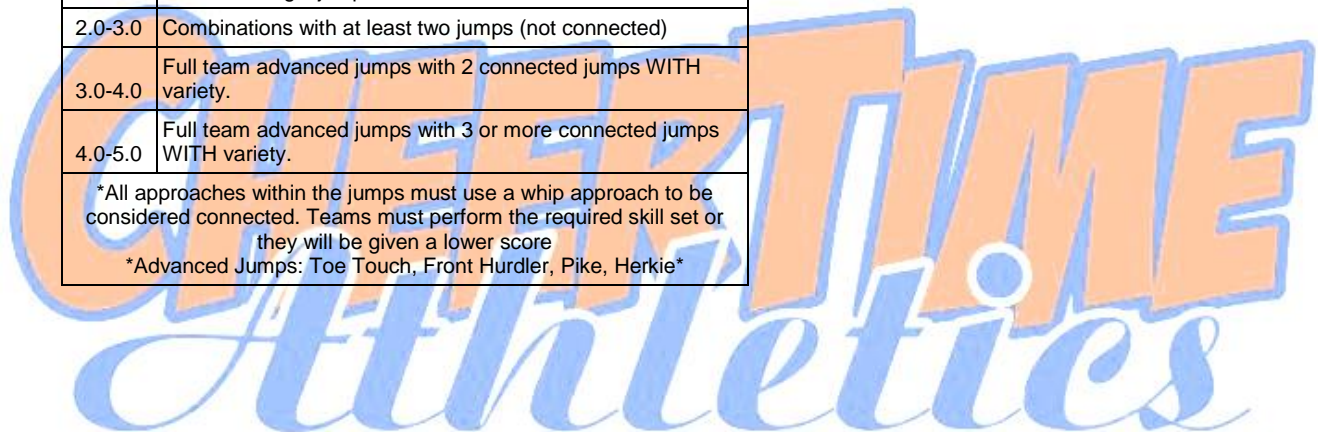 2.0-3.0 Combinations with at least two jumps (not connected)
Full team advanced jumps with 2 connected jumps WITH
3.0-4.0 variety.
Full team advanced jumps with 3 or more connected jumps
4.0-5.0 WITH variety.
*All approaches within the jumps must use a whip approach to be
considered connected. Teams must perform the required skill set or
they will be given a lower score
*Advanced Jumps: Toe Touch, Front Hurdler, Pike, Herkie*
CHEERTIME
Athletics